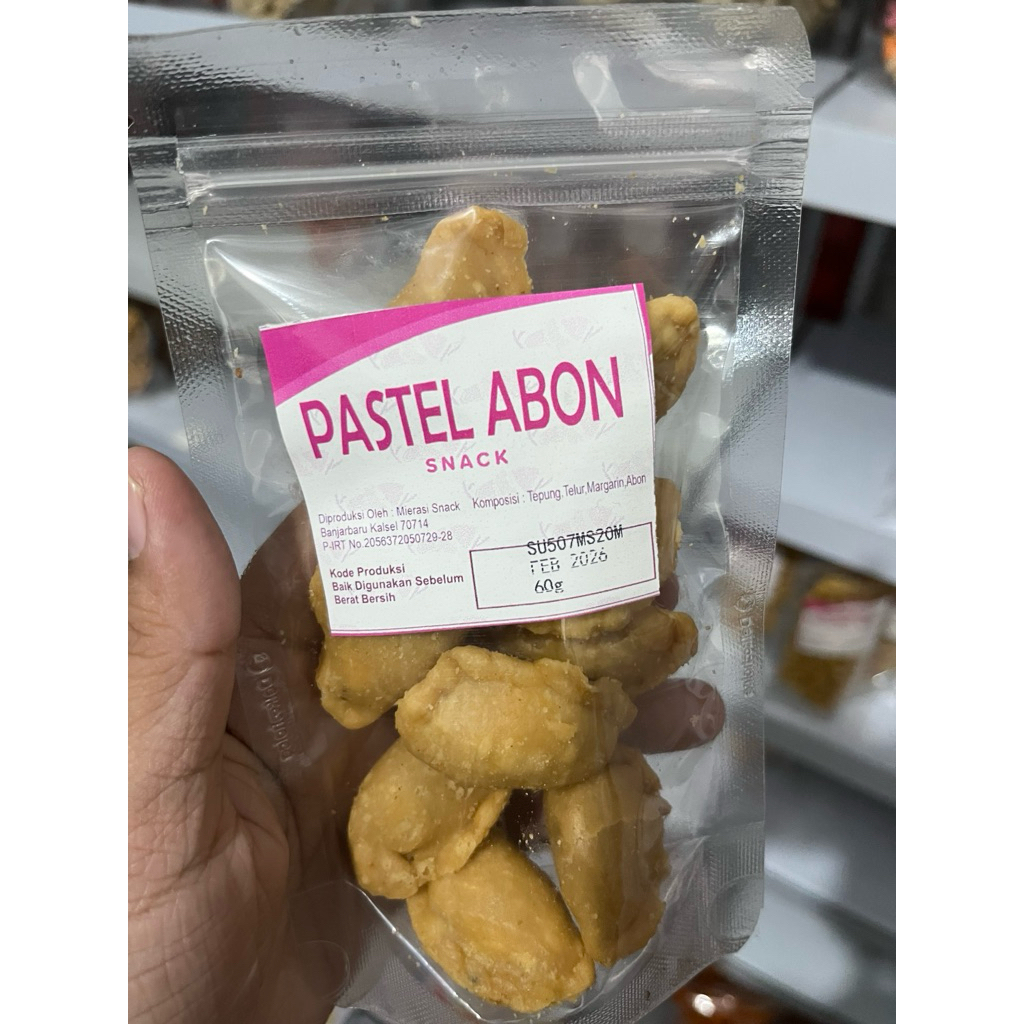 PASTEL ABON
SNACK
Diproduksi Oleh : Mierasi Snack
Banjarbaru Kalsel 70714
P-IRT No.2056372050729-28
Komposisi : Tepung,Telur,Margarin,Abon
Kode Produksi
Baik Digunakan Sebelum
Berat Bersih
SU507MS20M
FEB 2026
60g